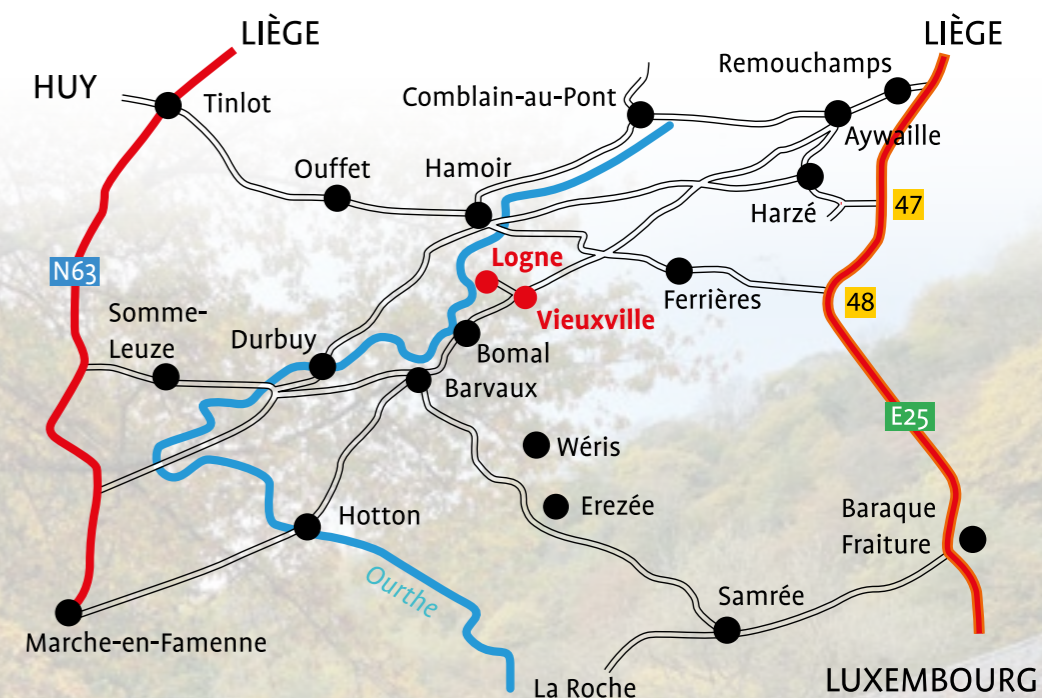 LIÈGE
LIÈGE
HUY
Tinlot
Comblain-au-Pont
Remouchamps
Aywaille
Ouffet
Hamoir
Harzé
47
N63
Logne
Ferrières
48
Vieuxville
Somme-
Leuze
Durbuy
Bomal
Barvaux
E25
Wéris
Erezée
Hotton
Baraque
Fraiture
Ourthe
Samrée
Marche-en-Famenne
La Roche
LUXEMBOURG